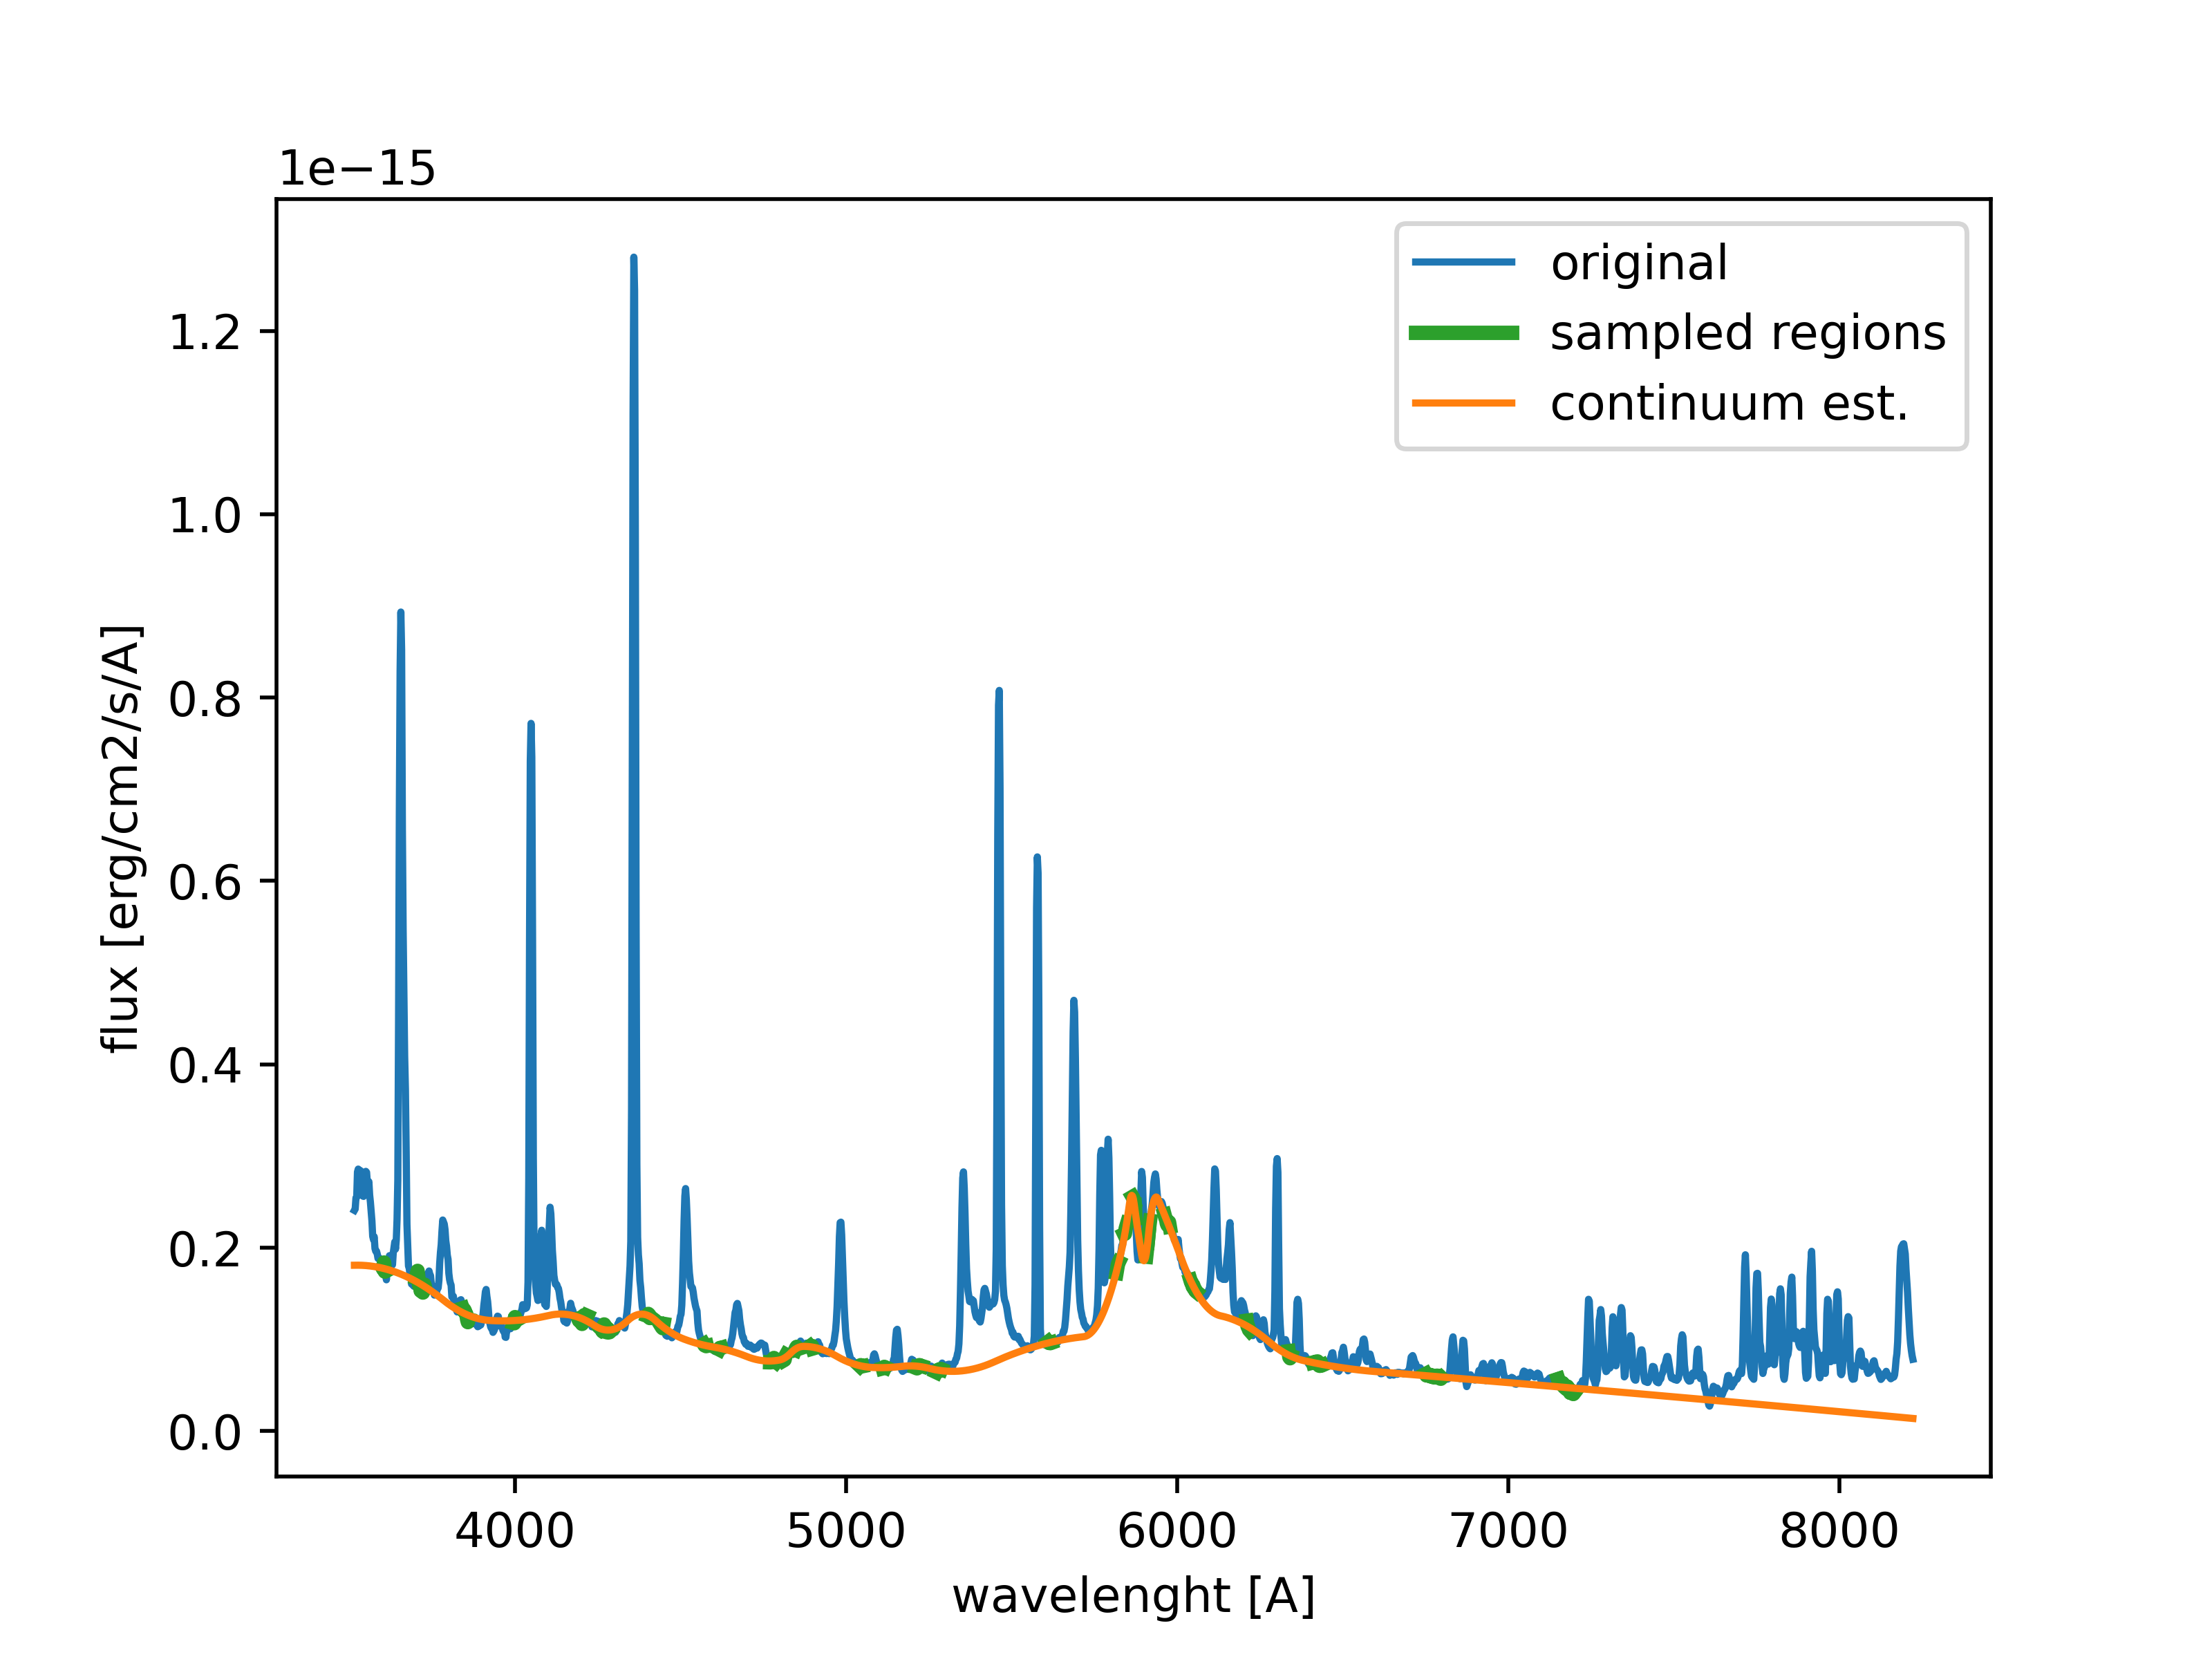 1e−15
original
sampled regions
continuum est.
1.2
1.0
0.8
0.6
0.4
0.2
0.0
flux [erg/cm2/s/A]
4000 5000 6000 7000 8000
wavelenght [A]